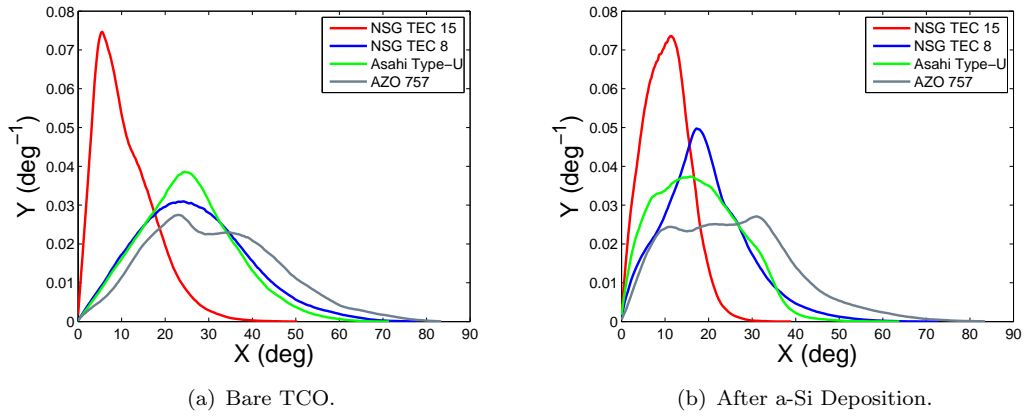 0.08
0.07
0.06
0.05
0.04
0.03
0.02
0.01
0
Y (deg⁻¹)
0 10 20 30 40 50 60 70 80 90
X (deg)
NSG TEC 15
NSG TEC 8
Asahi Type−U
AZO 757
(a) Bare TCO.
0.08
0.07
0.06
0.05
0.04
0.03
0.02
0.01
0
Y (deg⁻¹)
0 10 20 30 40 50 60 70 80 90
X (deg)
NSG TEC 15
NSG TEC 8
Asahi Type−U
AZO 757
(b) After a-Si Deposition.